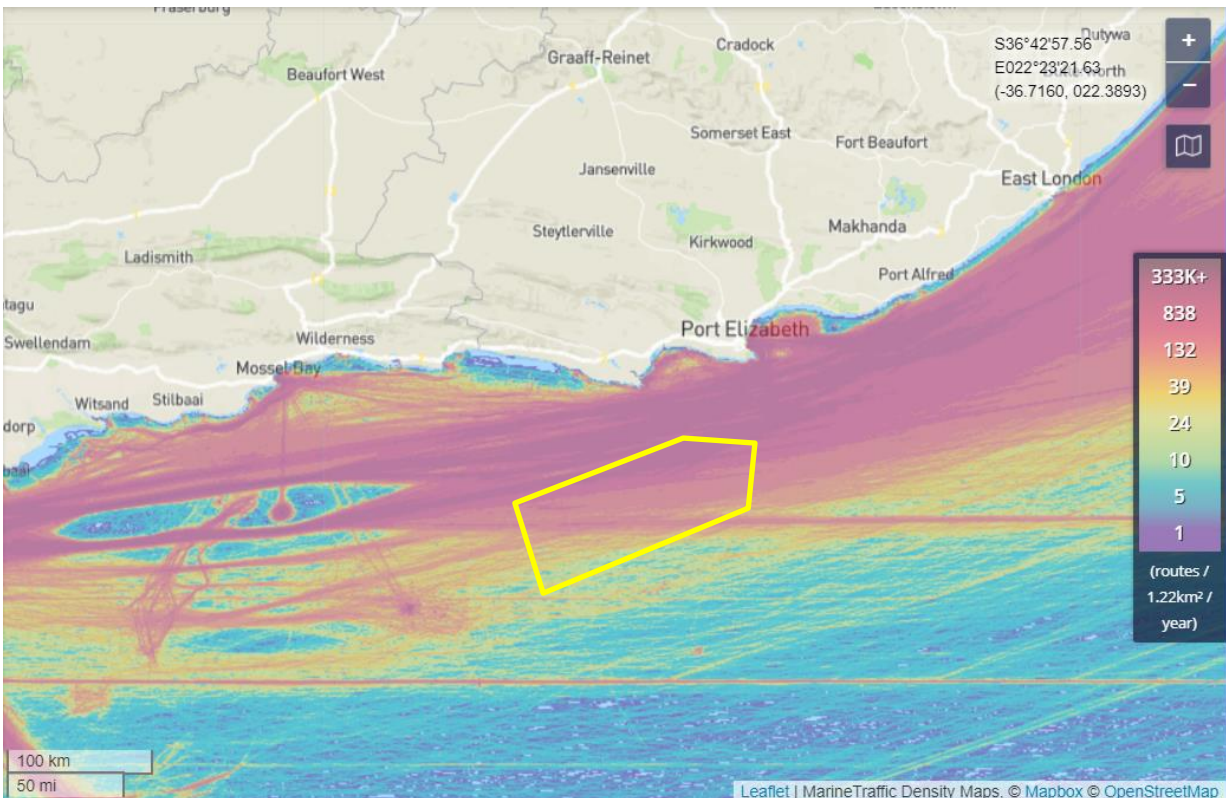 Fraserburg
Cradock
Dutywa
Graaff-Reinet
Beaufort West
S36°42'57.56
E022°23'21.63
(-36.7160, 022.3893)
+
−
Somerset East
Fort Beaufort
Jansenville
East London
Steytlerville
Makhanda
Kirkwood
Ladismith
Port Alfred
333K+
838
132
39
24
10
5
1
(routes /
1.22km² /
year)
tagu
Swellendam
Wilderness
Port Elizabeth
Mossel Bay
Witsand
Stilbaai
dorp
baai
100 km
50 mi
Leaflet | MarineTraffic Density Maps, © Mapbox © OpenStreetMap